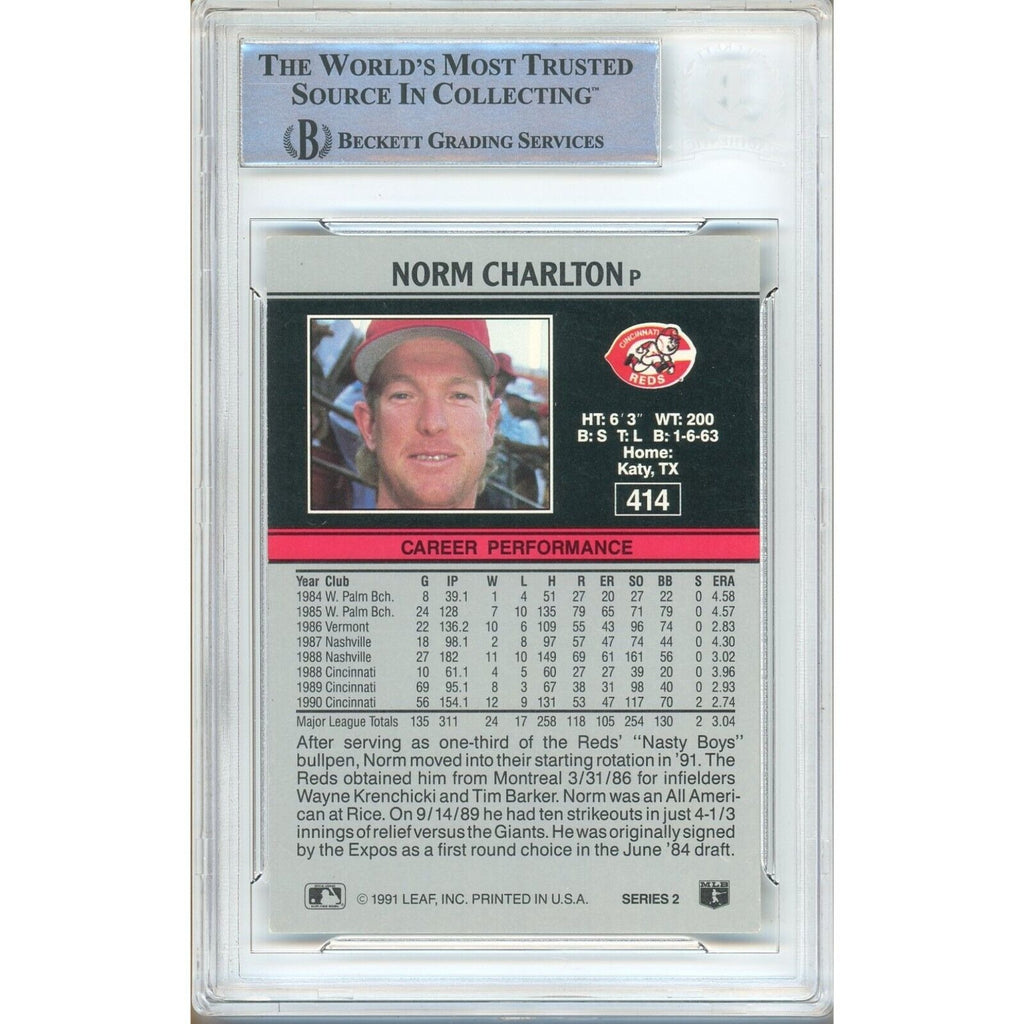 THE WORLD'S MOST TRUSTED
SOURCE IN COLLECTING™
B BECKETT GRADING SERVICES
NORM CHARLTON P
CINCINNATI
REDS
HT: 6'3" WT: 200
B: S T: L B: 1-6-63
Home:
Katy, TX
414
CAREER PERFORMANCE
Year Club G IP W L H R ER SO BB S ERA
1984 W. Palm Bch. 8 39.1 1 4 51 27 20 27 22 0 4.58
1985 W. Palm Bch. 24 128 7 10 135 79 65 71 79 0 4.57
1986 Vermont 22 136.2 10 6 109 55 43 96 74 0 2.83
1987 Nashville 18 98.1 2 8 97 57 47 74 44 0 4.30
1988 Nashville 27 182 11 10 149 69 61 161 56 0 3.02
1988 Cincinnati 10 61.1 4 5 60 27 27 39 20 0 3.96
1989 Cincinnati 69 95.1 8 3 67 38 31 98 40 0 2.93
1990 Cincinnati 56 154.1 12 9 131 53 47 117 70 2 2.74
Major League Totals 135 311 24 17 258 118 105 254 130 2 3.04
After serving as one-third of the Reds' "Nasty Boys"
bullpen, Norm moved into their starting rotation in '91. The
Reds obtained him from Montreal 3/31/86 for infielders
Wayne Krenchicki and Tim Barker. Norm was an All Ameri-
can at Rice. On 9/14/89 he had ten strikeouts in just 4-1/3
innings of relief versus the Giants. He was originally signed
by the Expos as a first round choice in the June '84 draft.
© 1991 LEAF, INC. PRINTED IN U.S.A. SERIES 2
MLB